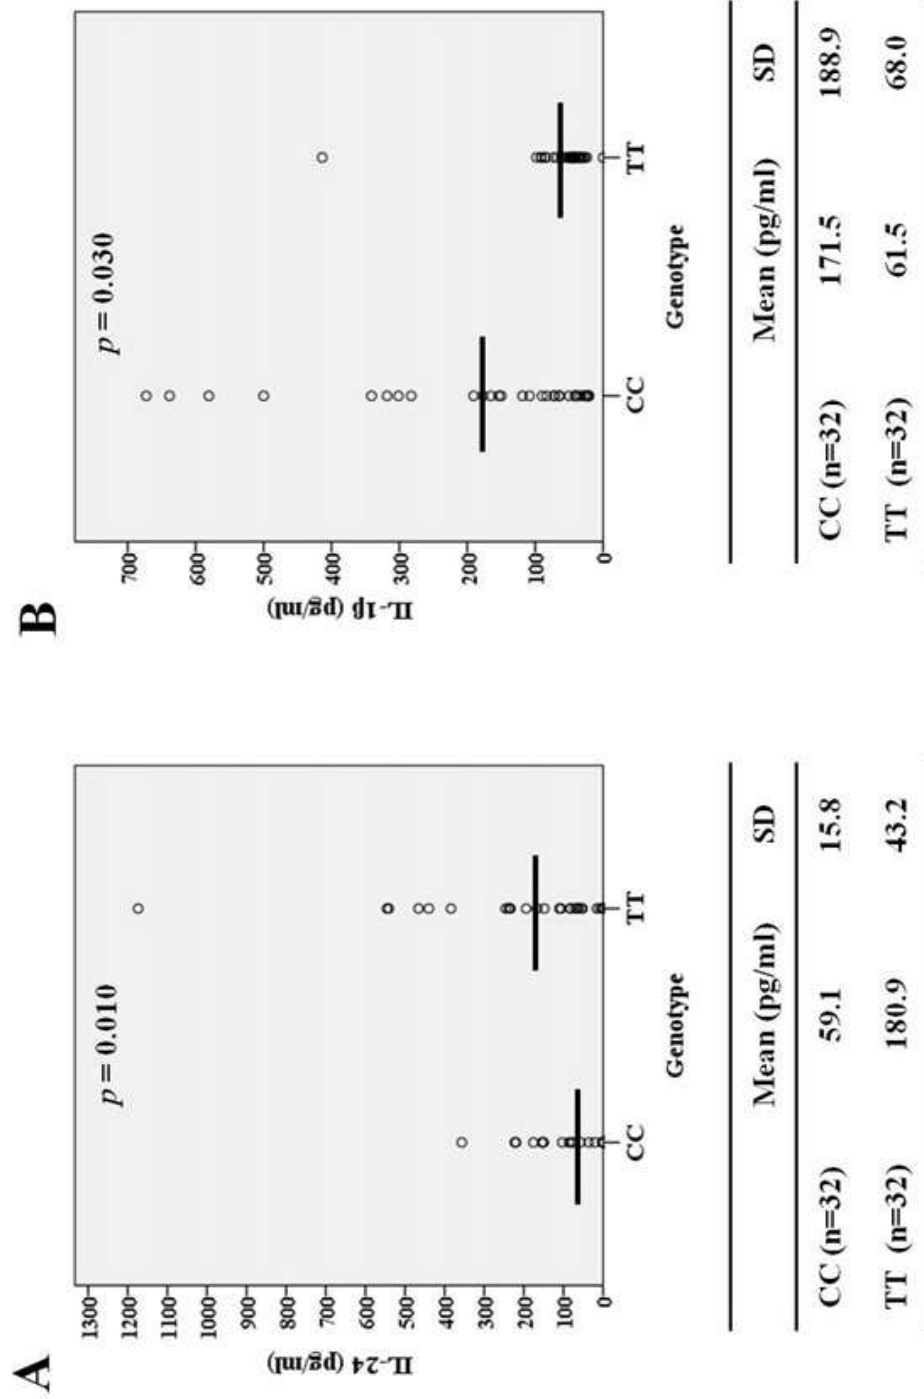 A
p = 0.010
IL-24 (pg/ml)
1300
1200
1100
1000
900
800
700
600
500
400
300
200
100
0
CC TT
Genotype
Mean (pg/ml) SD
CC (n=32) 59.1 15.8
TT (n=32) 180.9 43.2
B
p = 0.030
IL-1β (pg/ml)
700
600
500
400
300
200
100
0
CC TT
Genotype
Mean (pg/ml) SD
CC (n=32) 171.5 188.9
TT (n=32) 61.5 68.0